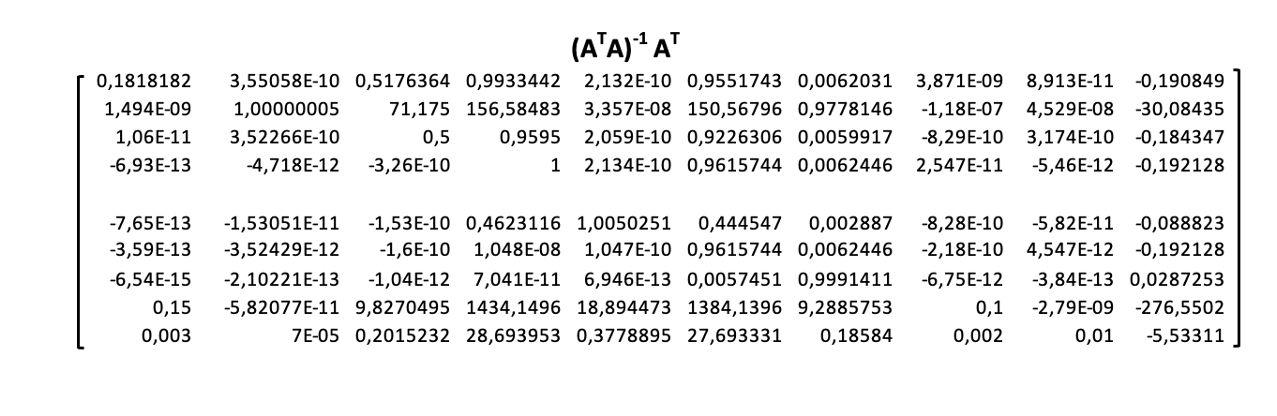 (AᵀA)⁻¹ Aᵀ
0,1818182 3,55058E-10 0,5176364 0,9933442 2,132E-10 0,9551743 0,0062031 3,871E-09 8,913E-11 -0,190849
1,494E-09 1,00000005 71,175 156,58483 3,357E-08 150,56796 0,9778146 -1,18E-07 4,529E-08 -30,08435
1,06E-11 3,52266E-10 0,5 0,9595 2,059E-10 0,9226306 0,0059917 -8,29E-10 3,174E-10 -0,184347
-6,93E-13 -4,718E-12 -3,26E-10 1 2,134E-10 0,9615744 0,0062446 2,547E-11 -5,46E-12 -0,192128
-7,65E-13 -1,53051E-11 -1,53E-10 0,4623116 1,0050251 0,444547 0,002887 -8,28E-10 -5,82E-11 -0,088823
-3,59E-13 -3,52429E-12 -1,6E-10 1,048E-08 1,047E-10 0,9615744 0,0062446 -2,18E-10 4,547E-12 -0,192128
-6,54E-15 -2,10221E-13 -1,04E-12 7,041E-11 6,946E-13 0,0057451 0,9991411 -6,75E-12 -3,84E-13 0,0287253
0,15 -5,82077E-11 9,8270495 1434,1496 18,894473 1384,1396 9,2885753 0,1 -2,79E-09 -276,5502
0,003 7E-05 0,2015232 28,693953 0,3778895 27,693331 0,18584 0,002 0,01 -5,53311